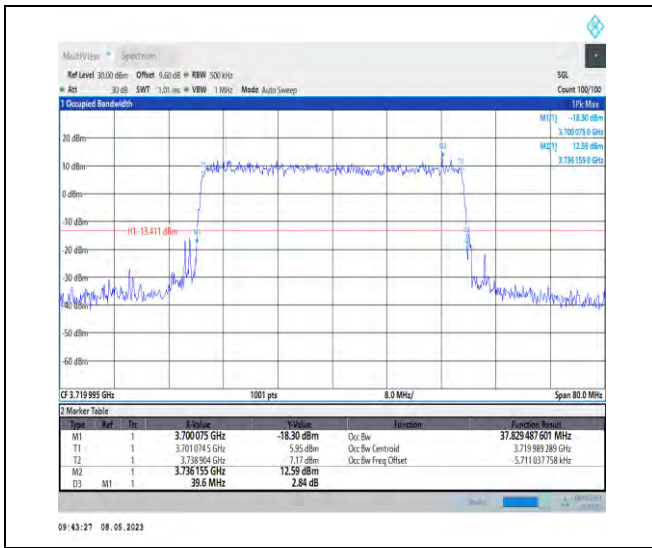 MultiView Spectrum
Ref Level 30.00 dBm Offset 9.60 dB RBW 500 kHz SGL
Att 30 dB SWT 1.01 ms VBW 1 MHz Mode Auto Sweep Count 100/100
1 Occupied Bandwidth 1Pk Max
M1[1] -18.30 dBm
3.700 075 0 GHz
M2[1] 12.59 dBm
3.736 155 0 GHz
20 dBm
M2
T1 T2
10 dBm
0 dBm
-10 dBm
H1 -13.411 dBm
M1
-20 dBm
-30 dBm
-40 dBm
-50 dBm
-60 dBm
CF 3.719 995 GHz 1001 pts 8.0 MHz/ Span 80.0 MHz
2 Marker Table
Type Ref Trc X-Value Y-Value Function Function Result
M1 1 3.700075 GHz -18.30 dBm Occ Bw 37.829 487 601 MHz
T1 1 3.701 074 5 GHz 5.95 dBm Occ Bw Centroid 3.719 989 289 GHz
T2 1 3.738 904 GHz 7.17 dBm Occ Bw Freq Offset -5.711 037 758 kHz
M2 1 3.736155 GHz 12.59 dBm
D3 M1 1 39.6 MHz 2.84 dB
09:43:27 08.05.2023